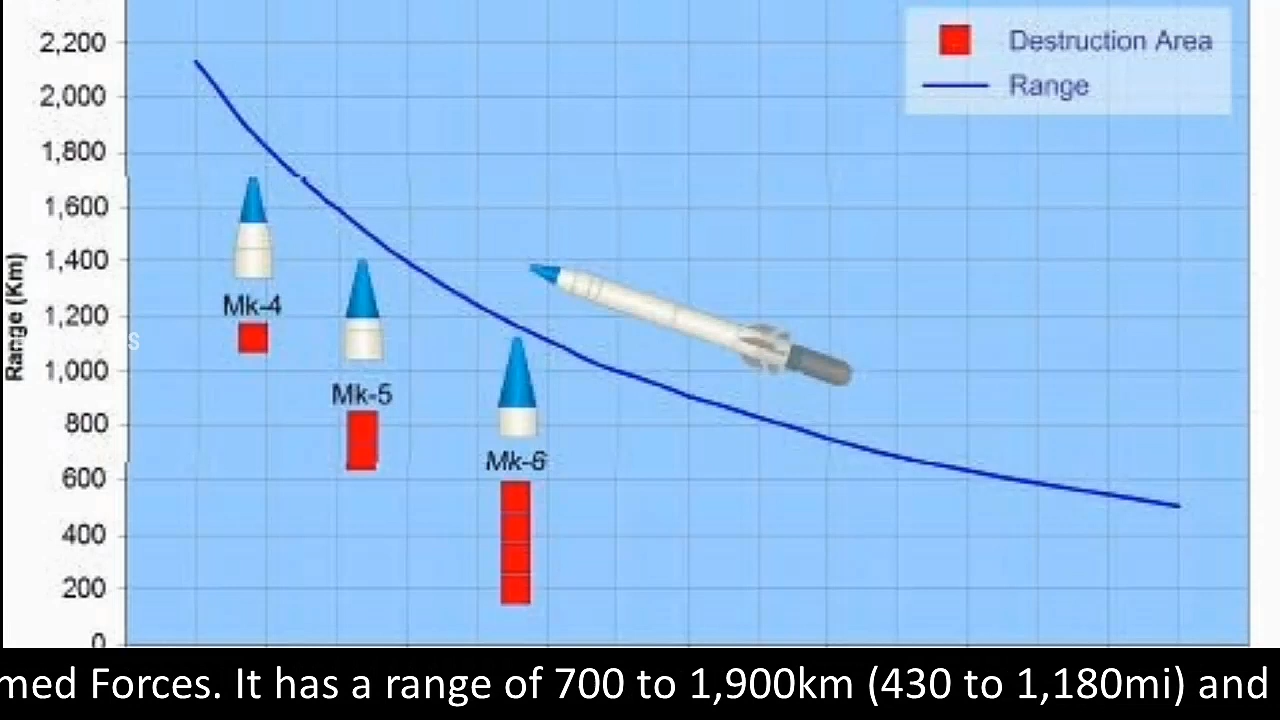 2,200
2,000
1,800
1,600
1,400
1,200
1,000
800
600
400
200
0
Range (Km)
Destruction Area
Range
Mk-4
Mk-5
Mk-6
s
med Forces. It has a range of 700 to 1,900km (430 to 1,180mi) and